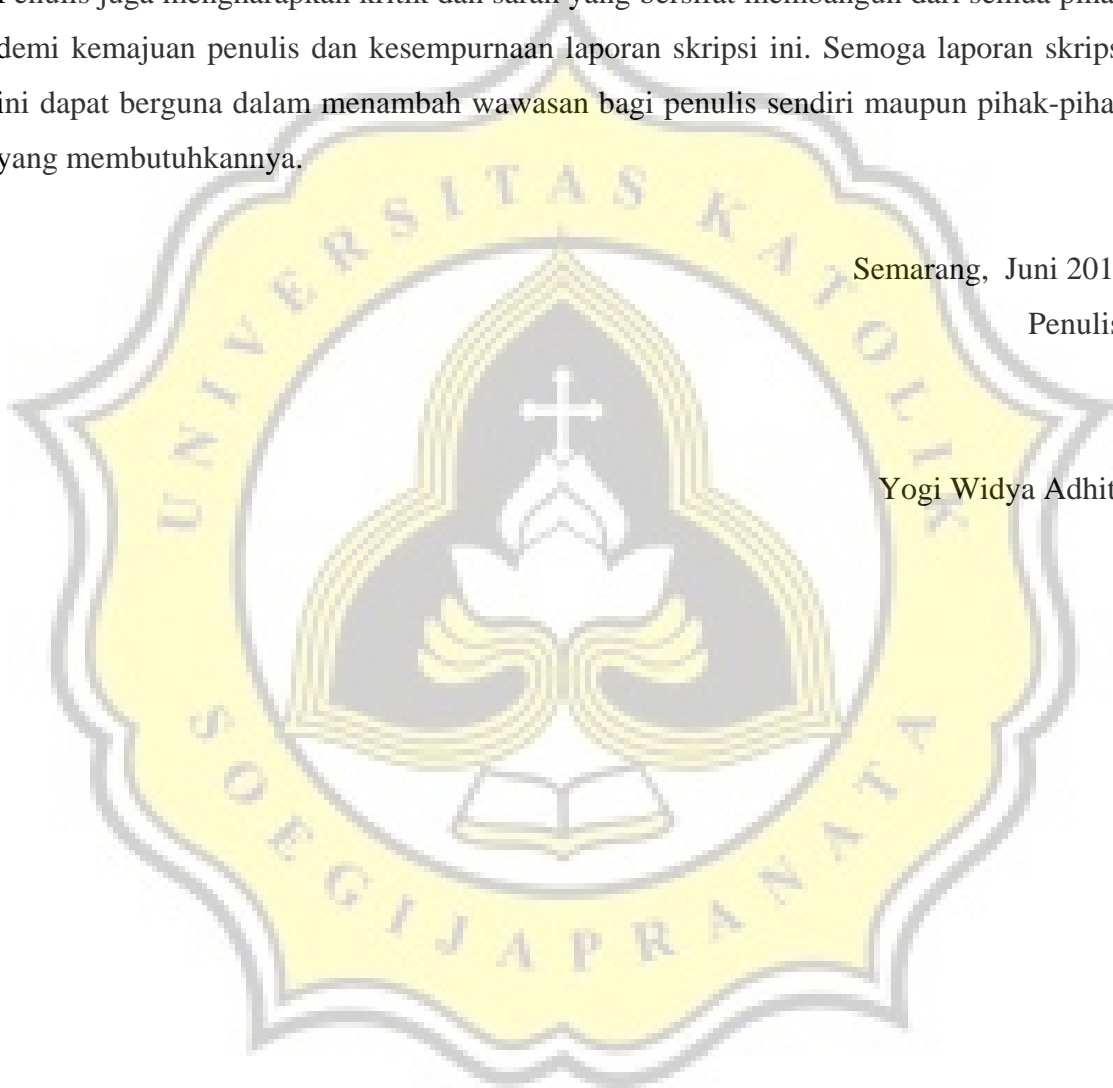 Penulis juga mengharapkan kritik dan saran yang bersifat membangun dari semua piha
demi kemajuan penulis dan kesempurnaan laporan skripsi ini. Semoga laporan skrips
ini dapat berguna dalam menambah wawasan bagi penulis sendiri maupun pihak-piha
yang membutuhkannya.
Semarang, Juni 201
Penulis
Yogi Widya Adhit
UNIVERSITAS KATOLIK
SOEGIJAPRANATA